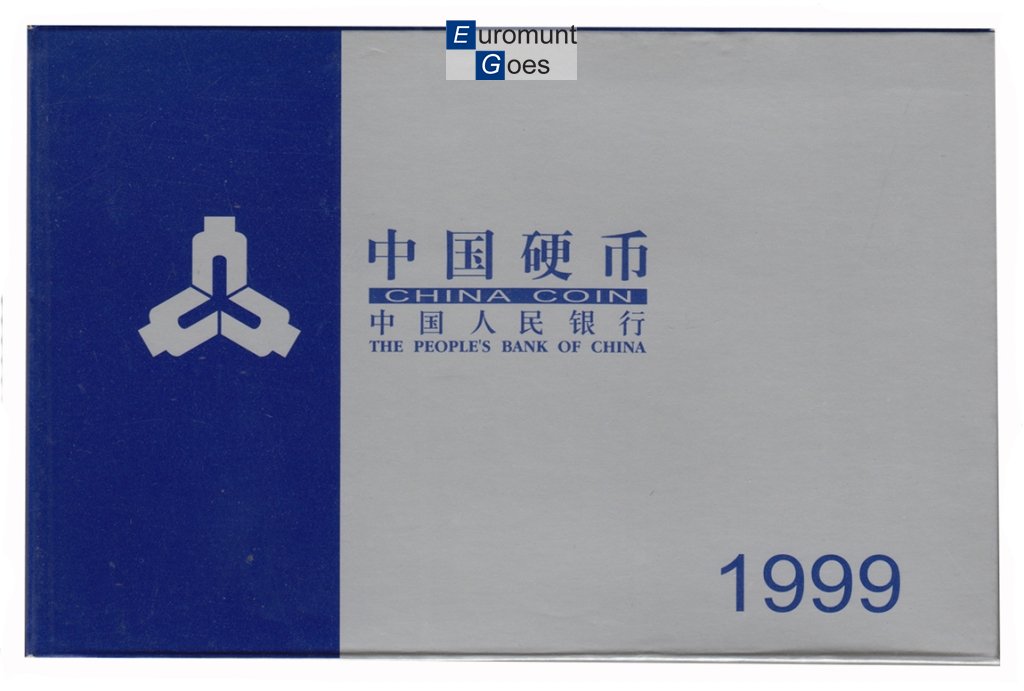 Euromunt
Goes
中国硬币
CHINA COIN
中国人民银行
THE PEOPLE'S BANK OF CHINA
1999